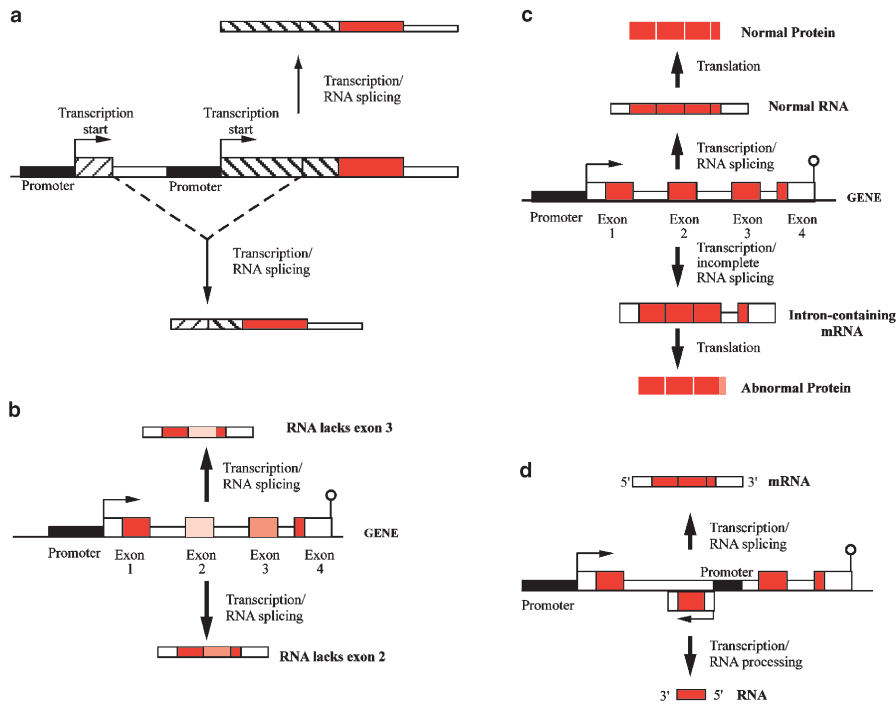 a
Transcription/
RNA splicing
Transcription
start
Transcription
start
Promoter
Promoter
Transcription/
RNA splicing
b
RNA lacks exon 3
Transcription/
RNA splicing
GENE
Promoter
Exon
1
Exon
2
Exon
3
Exon
4
Transcription/
RNA splicing
RNA lacks exon 2
c
Normal Protein
Translation
Normal RNA
Transcription/
RNA splicing
GENE
Promoter
Exon
1
Exon
2
Exon
3
Exon
4
Transcription/
incomplete
RNA splicing
Intron-containing
mRNA
Translation
Abnormal Protein
d
5' 3' mRNA
Transcription/
RNA splicing
Promoter
Promoter
Transcription/
RNA processing
3' 5' RNA